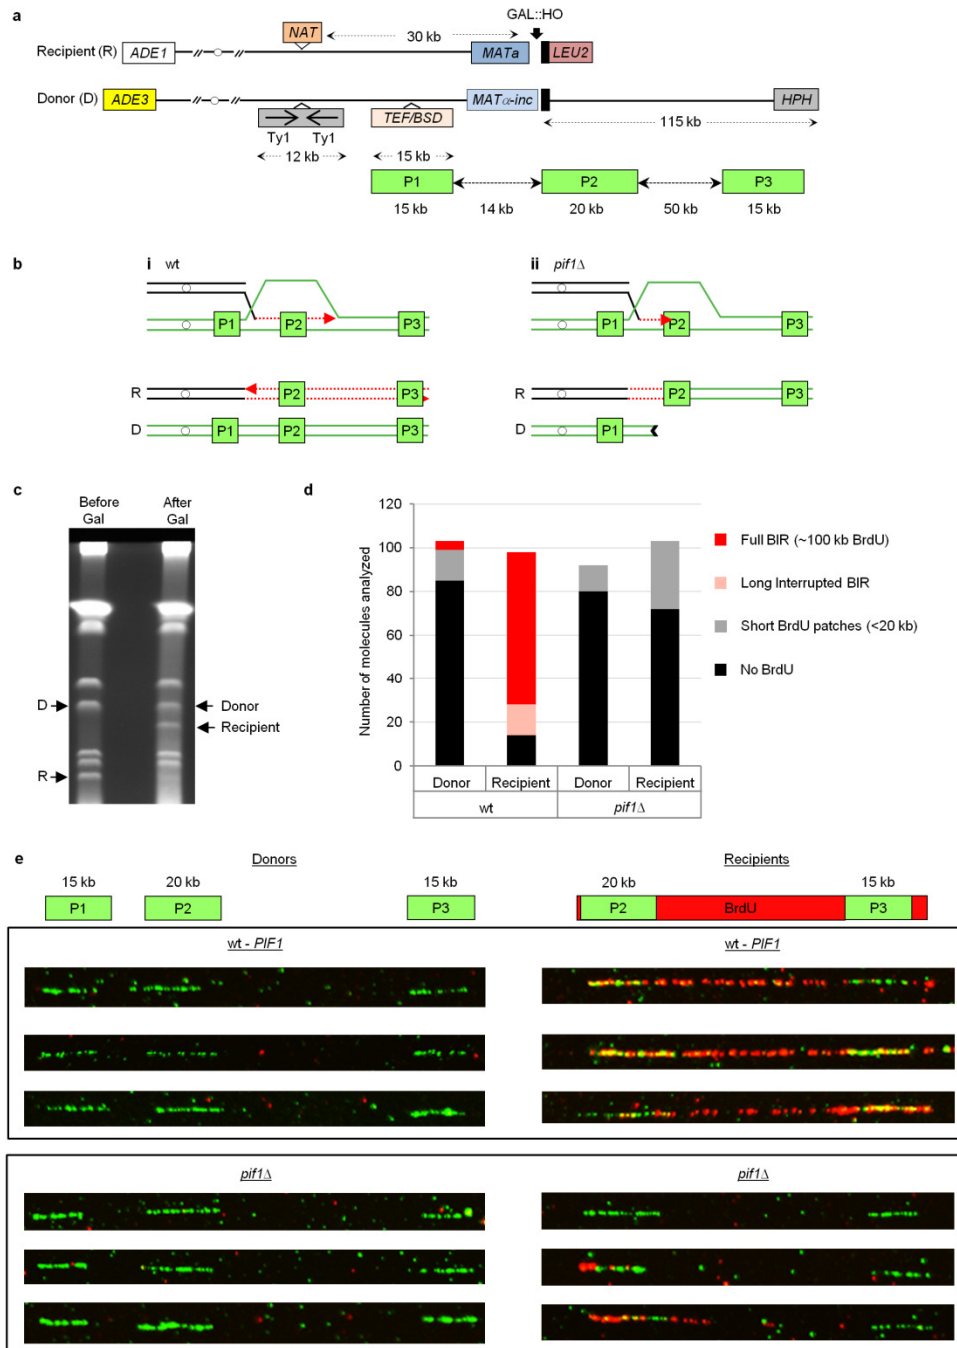 a
GAL::HO
Recipient (R) ADE1 NAT 30 kb MATa LEU2
Donor (D) ADE3 MATα-inc HPH
Ty1 Ty1 TEF/BSD 115 kb
12 kb 15 kb
P1 P2 P3
15 kb 14 kb 20 kb 50 kb 15 kb
b i wt ii pif1Δ
P1 P2 P3 P1 P2 P3
R P2 P3 R P2 P3
D P1 P2 P3 D P1
c
Before Gal After Gal
D Donor
Recipient
R
d
Number of molecules analyzed
120
100
80
60
40
20
0
Donor Recipient Donor Recipient
wt pif1Δ
Full BIR (~100 kb BrdU)
Long Interrupted BIR
Short BrdU patches (<20 kb)
No BrdU
e
Donors Recipients
15 kb 20 kb 15 kb 20 kb 15 kb
P1 P2 P3 P2 BrdU P3
wt - PIF1 wt - PIF1
pif1Δ pif1Δ